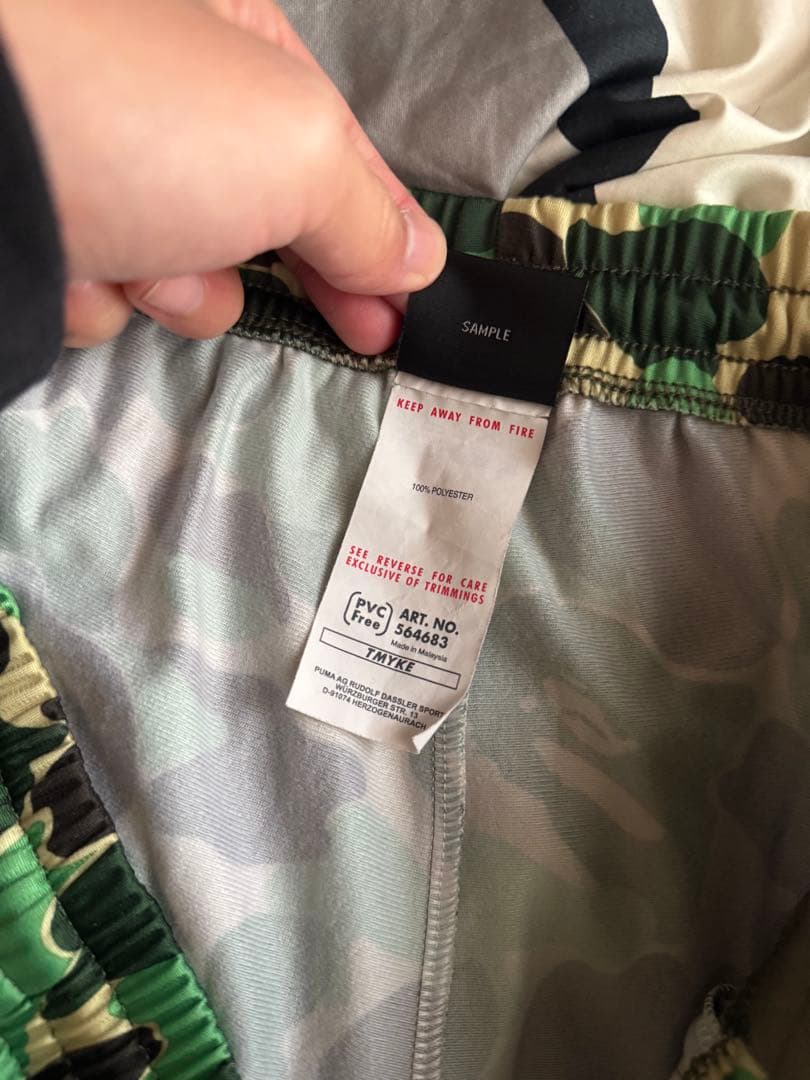 SAMPLE
KEEP AWAY FROM FIRE
100% POLYESTER
SEE REVERSE FOR CARE
EXCLUSIVE OF TRIMMINGS
PVC
Free
ART. NO.
564683
Made in Malaysia
TMYKE
PUMA AG RUDOLF DASSLER SPORT
WÜRZBURGER STR. 13
D-91074 HERZOGENAURACH